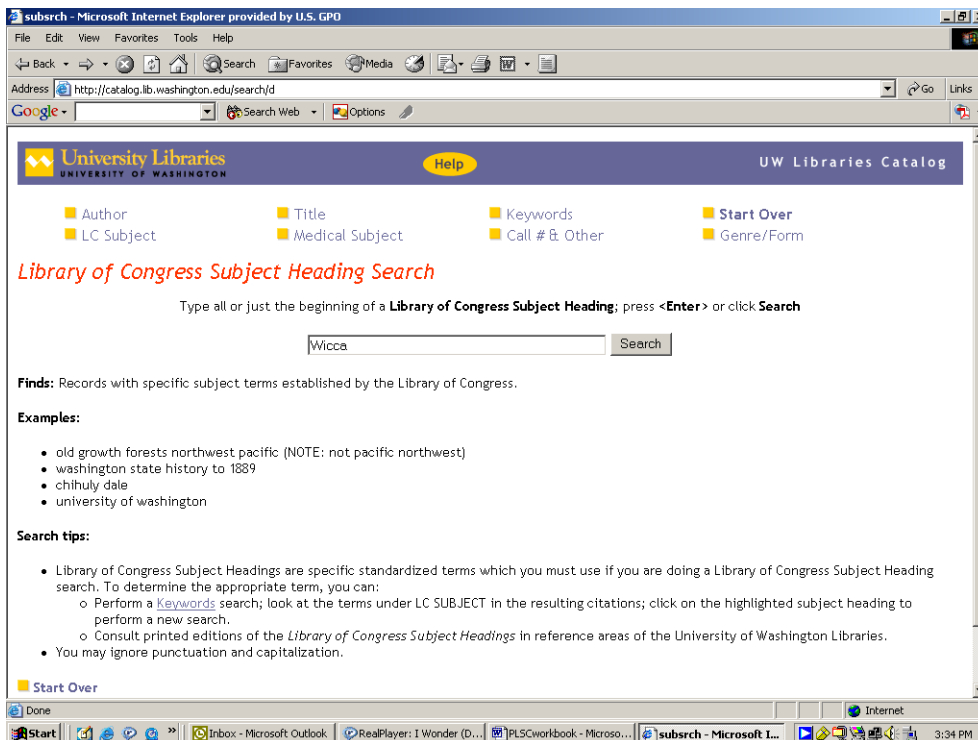 subsrch - Microsoft Internet Explorer provided by U.S. GPO
File Edit View Favorites Tools Help
Back Search Favorites Media
Address http://catalog.lib.washington.edu/search/d Go Links
Google Search Web Options
University Libraries
UNIVERSITY OF WASHINGTON
Help
UW Libraries Catalog
Author Title Keywords Start Over
LC Subject Medical Subject Call # & Other Genre/Form
Library of Congress Subject Heading Search
Type all or just the beginning of a Library of Congress Subject Heading; press <Enter> or click Search
Wicca Search
Finds: Records with specific subject terms established by the Library of Congress.
Examples:
• old growth forests northwest pacific (NOTE: not pacific northwest)
• washington state history to 1889
• chihuly dale
• university of washington
Search tips:
• Library of Congress Subject Headings are specific standardized terms which you must use if you are doing a Library of Congress Subject Heading
search. To determine the appropriate term, you can:
o Perform a Keywords search; look at the terms under LC SUBJECT in the resulting citations; click on the highlighted subject heading to
perform a new search.
o Consult printed editions of the Library of Congress Subject Headings in reference areas of the University of Washington Libraries.
• You may ignore punctuation and capitalization.
Start Over
Done Internet
Start » Inbox - Microsoft Outlook RealPlayer: I Wonder (D... PLSCworkbook - Microso... subsrch - Microsoft I... 3:34 PM